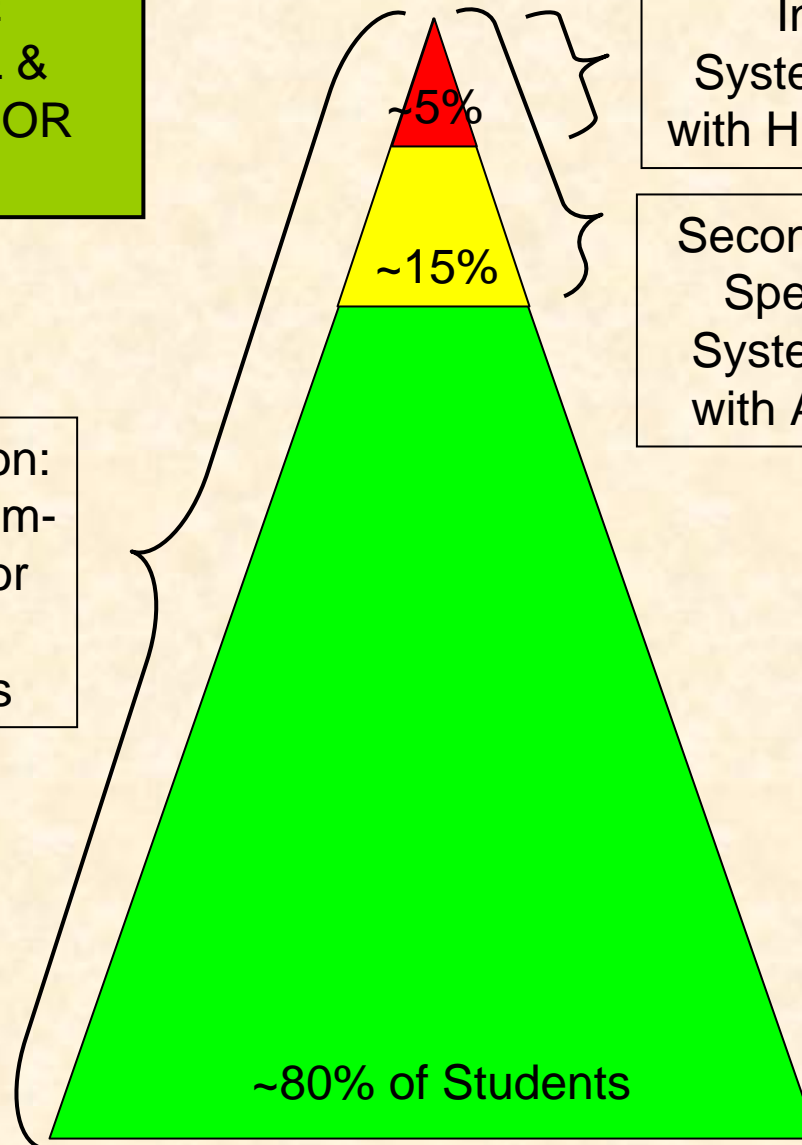 &
OR
~5%
In
Syste
with H
~15%
Secon
Spe
Syste
with A
on:
m-
or
s
~80% of Students